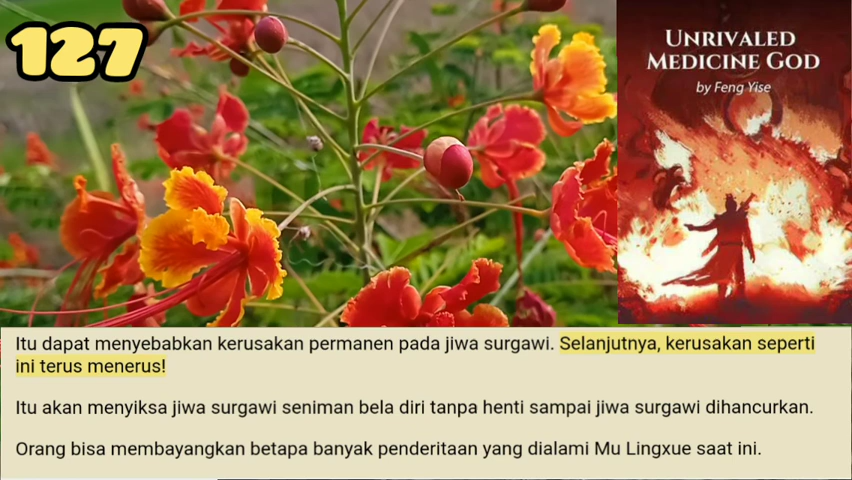 127
UNRIVALED
MEDICINE GOD
by Feng Yise
Itu dapat menyebabkan kerusakan permanen pada jiwa surgawi. Selanjutnya, kerusakan seperti
ini terus menerus!
Itu akan menyiksa jiwa surgawi seniman bela diri tanpa henti sampai jiwa surgawi dihancurkan.
Orang bisa membayangkan betapa banyak penderitaan yang dialami Mu Lingxue saat ini.